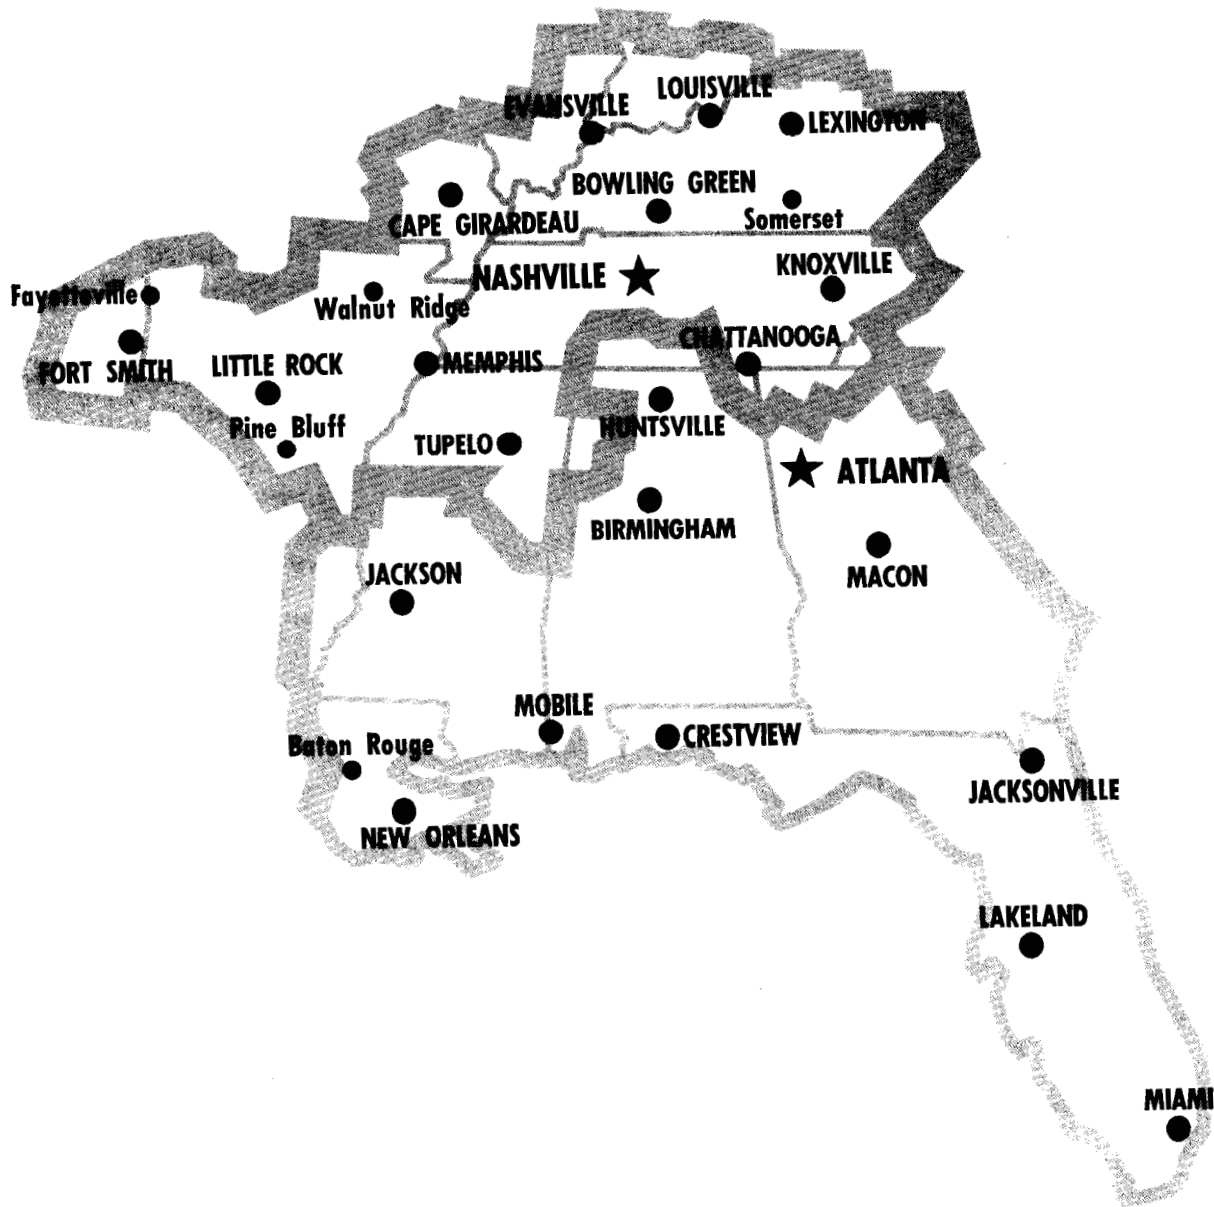 LOUISVILLE
EVANSVILLE
LEXINGTON
BOWLING GREEN
Somerset
CAPE GIRARDEAU
KNOXVILLE
NASHVILLE
Fayetteville
Walnut Ridge
CHATTANOOGA
MEMPHIS
LITTLE ROCK
FORT SMITH
HUNTSVILLE
Pine Bluff
TUPELO
ATLANTA
BIRMINGHAM
JACKSON
MACON
MOBILE
CRESTVIEW
Baton Rouge
JACKSONVILLE
NEW ORLEANS
LAKELAND
MIAMI